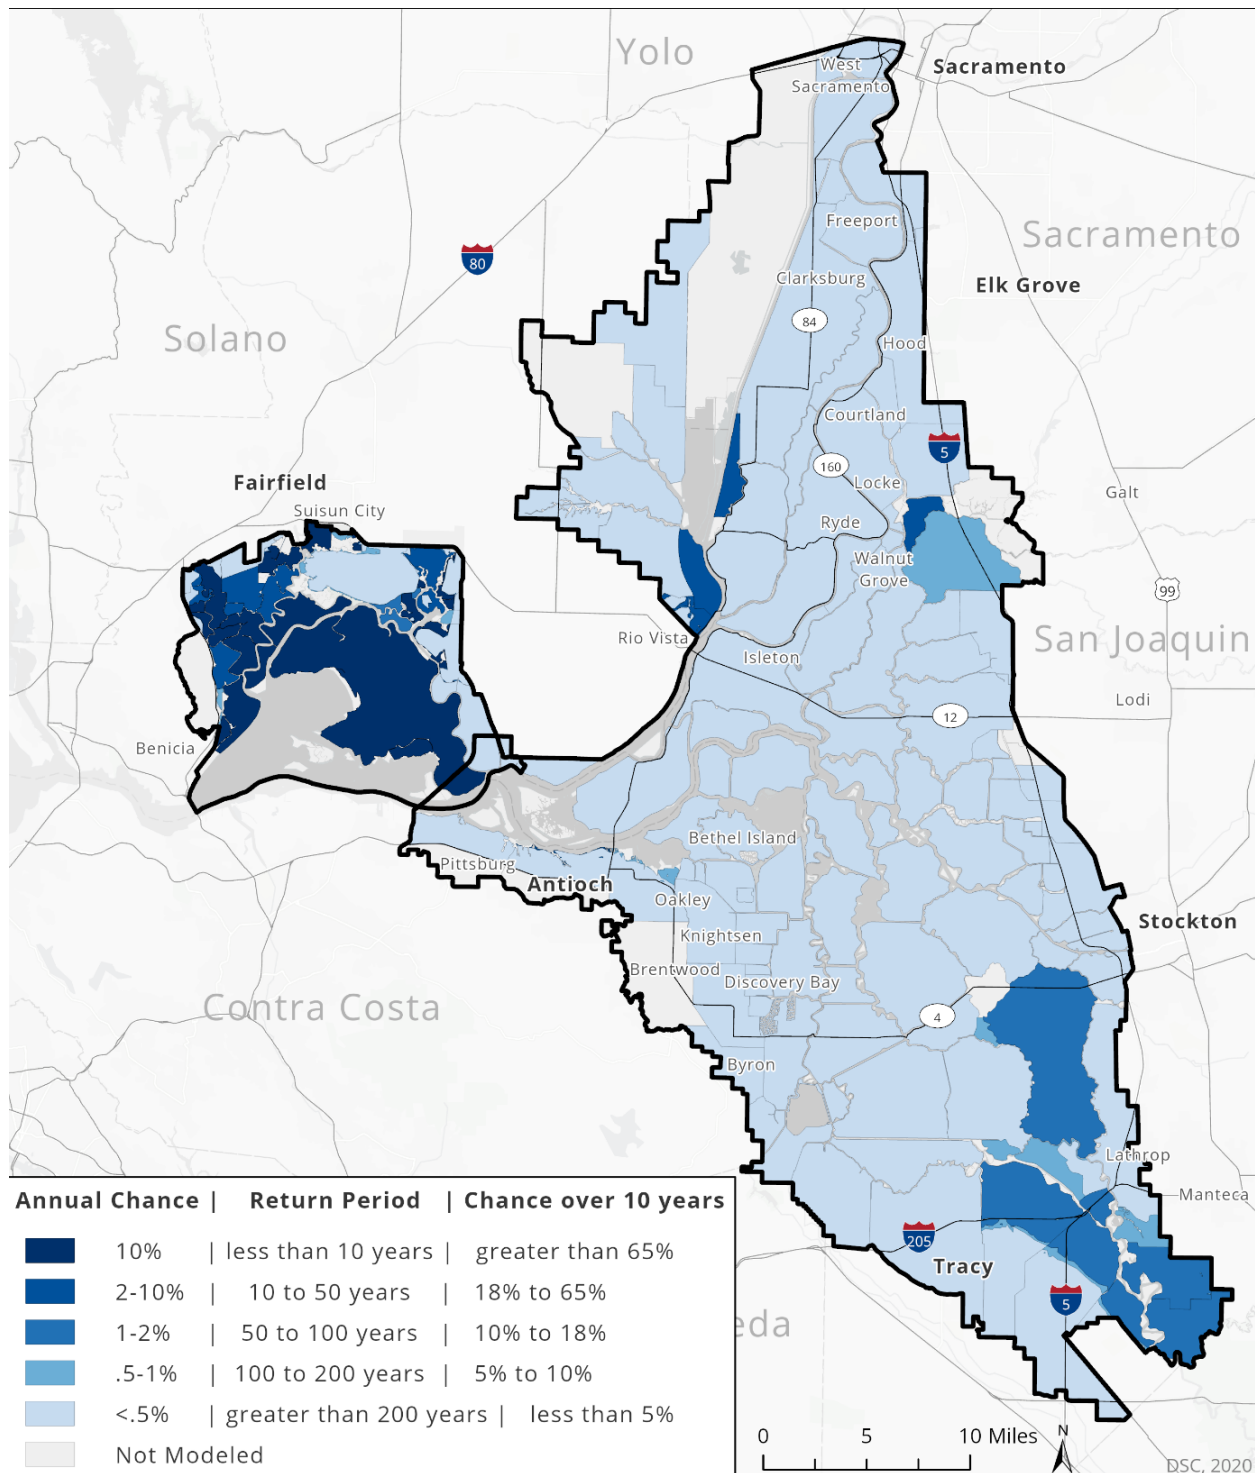 Yolo
Sacramento
West
Sacramento
Sacramento
Freeport
Elk Grove
80
Clarksburg
84
Solano
Hood
Courtland
5
160
Locke
Fairfield
Galt
Suisun City
Ryde
Walnut
Grove
99
Rio Vista
San Joaquin
Isleton
Lodi
12
Benicia
Bethel Island
Pittsburg
Antioch
Oakley
Stockton
Knightsen
Brentwood
Discovery Bay
Contra Costa
4
Byron
Lathrop
Manteca
205
Tracy
5
eda
Annual Chance | Return Period | Chance over 10 years
10% | less than 10 years | greater than 65%
2-10% | 10 to 50 years | 18% to 65%
1-2% | 50 to 100 years | 10% to 18%
.5-1% | 100 to 200 years | 5% to 10%
<.5% | greater than 200 years | less than 5%
Not Modeled
0 5 10 Miles
N
DSC, 2020